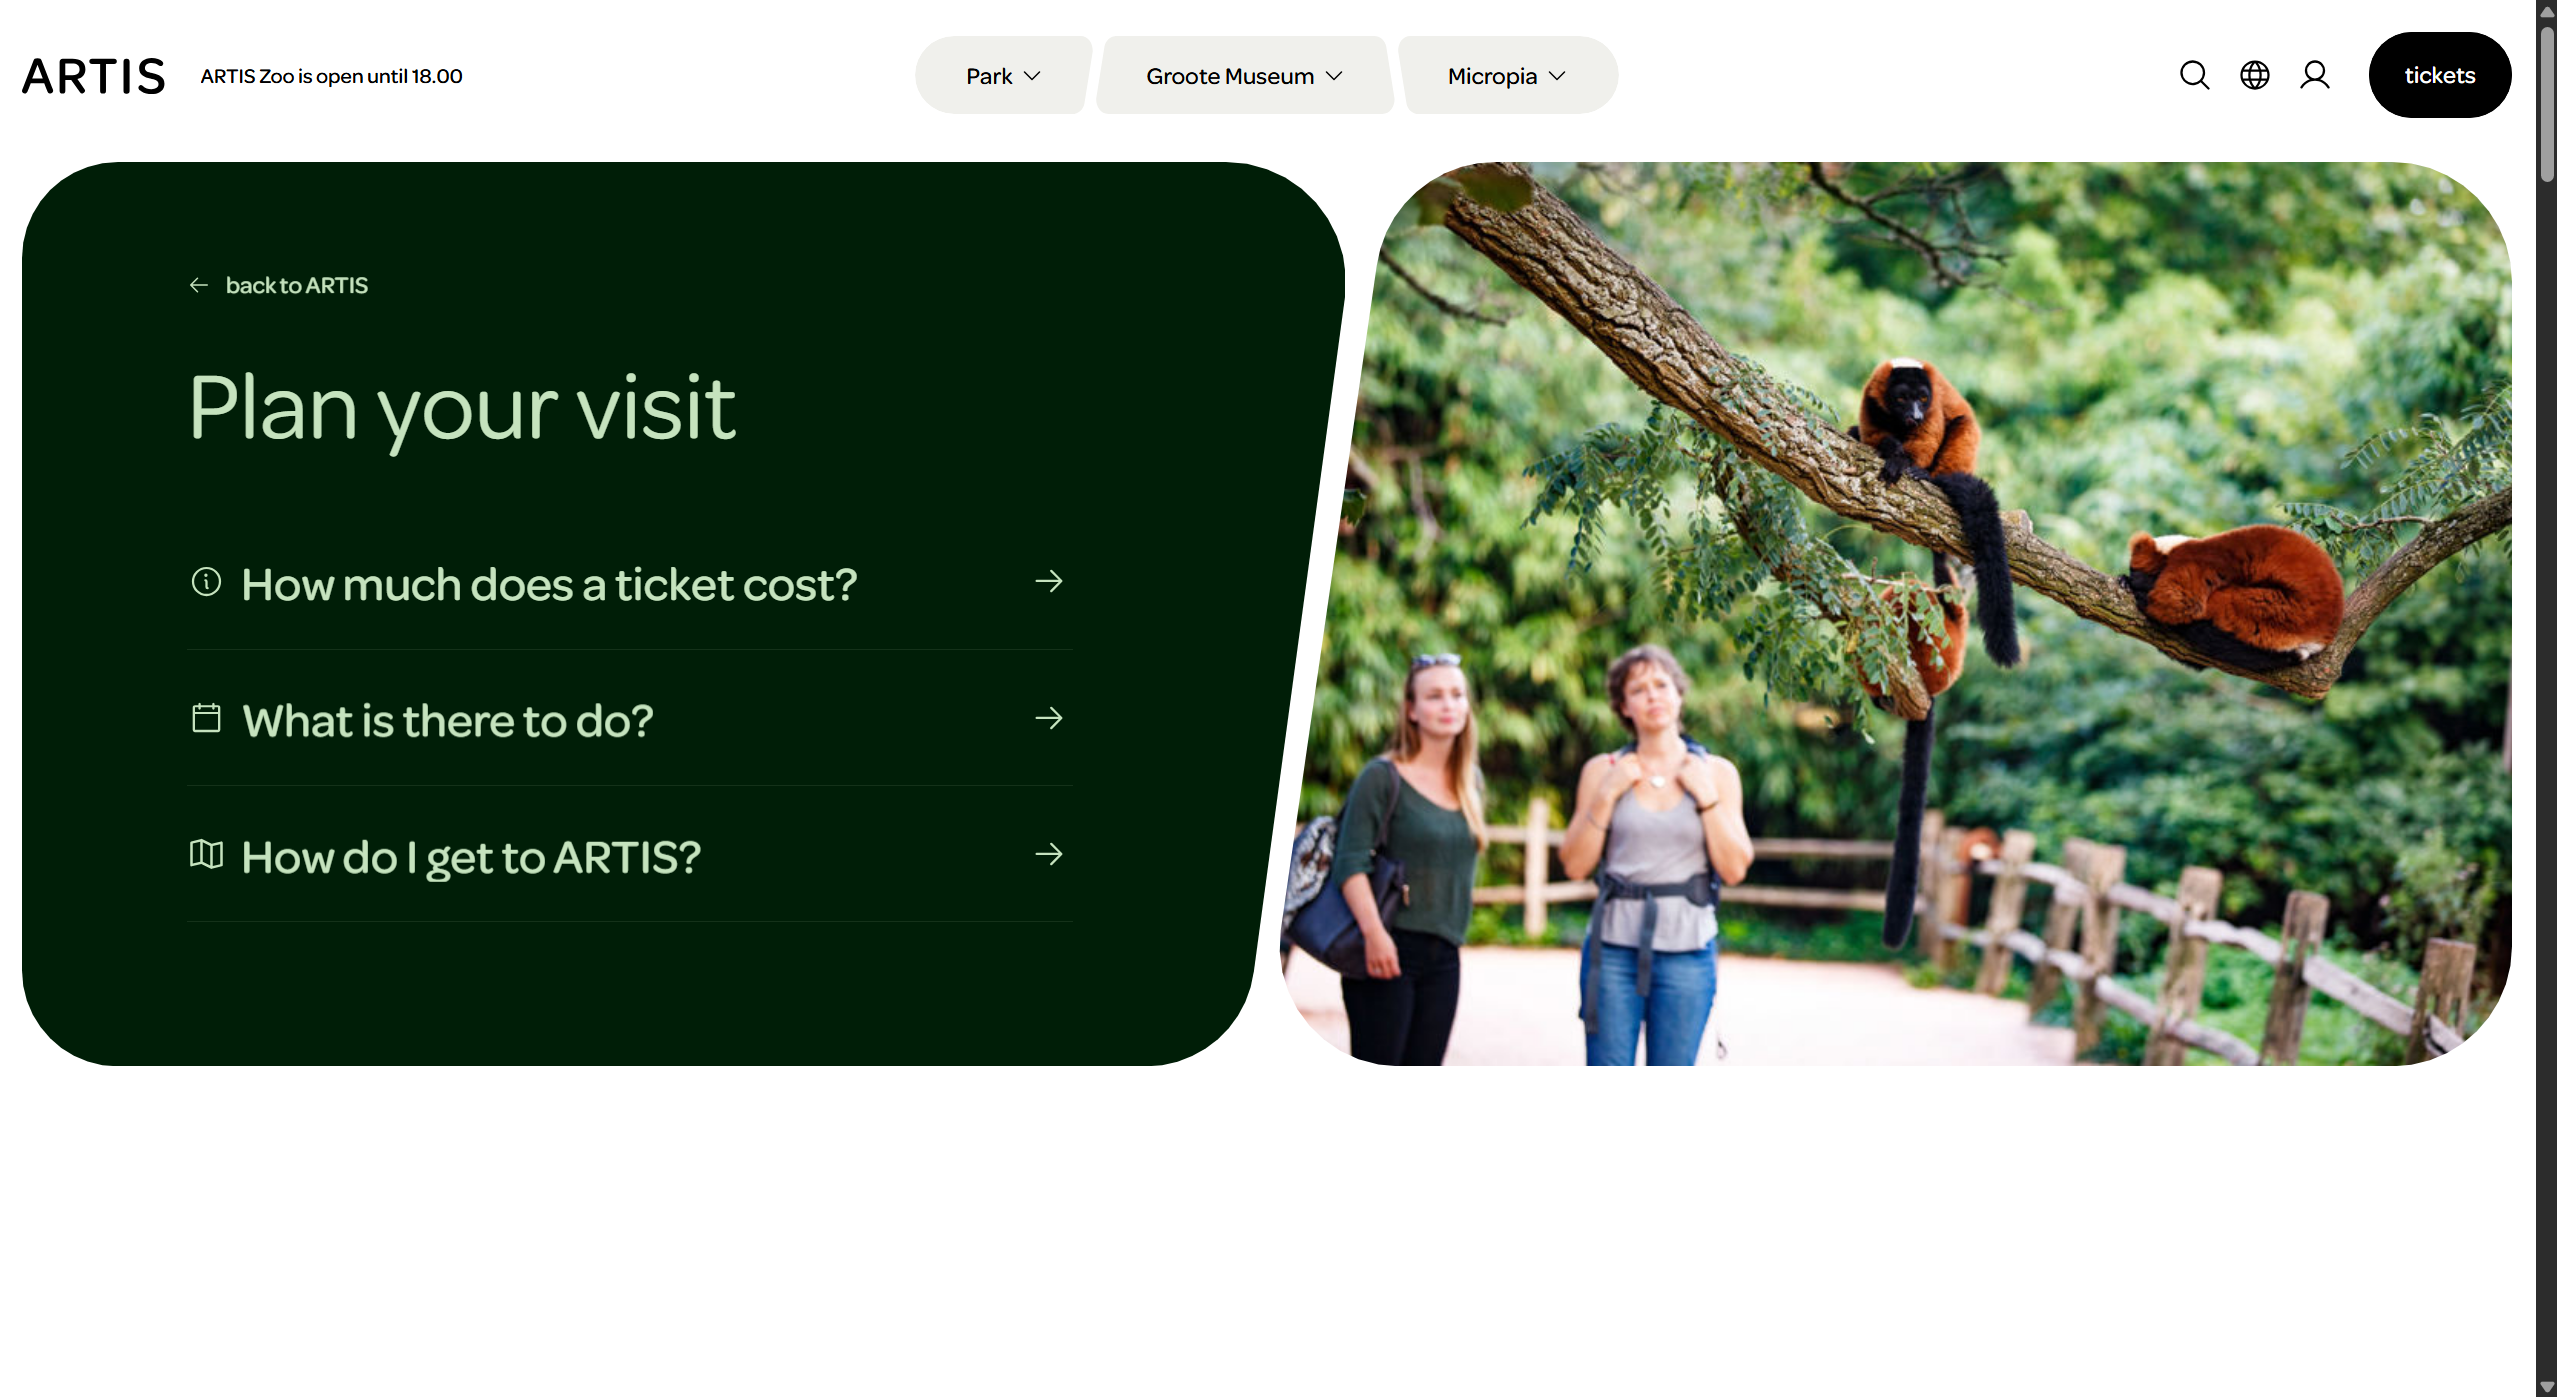 ARTIS
ARTIS Zoo is open until 18.00
Park
Groote Museum
Micropia
tickets
back to ARTIS
Plan your visit
How much does a ticket cost?
What is there to do?
How do I get to ARTIS?